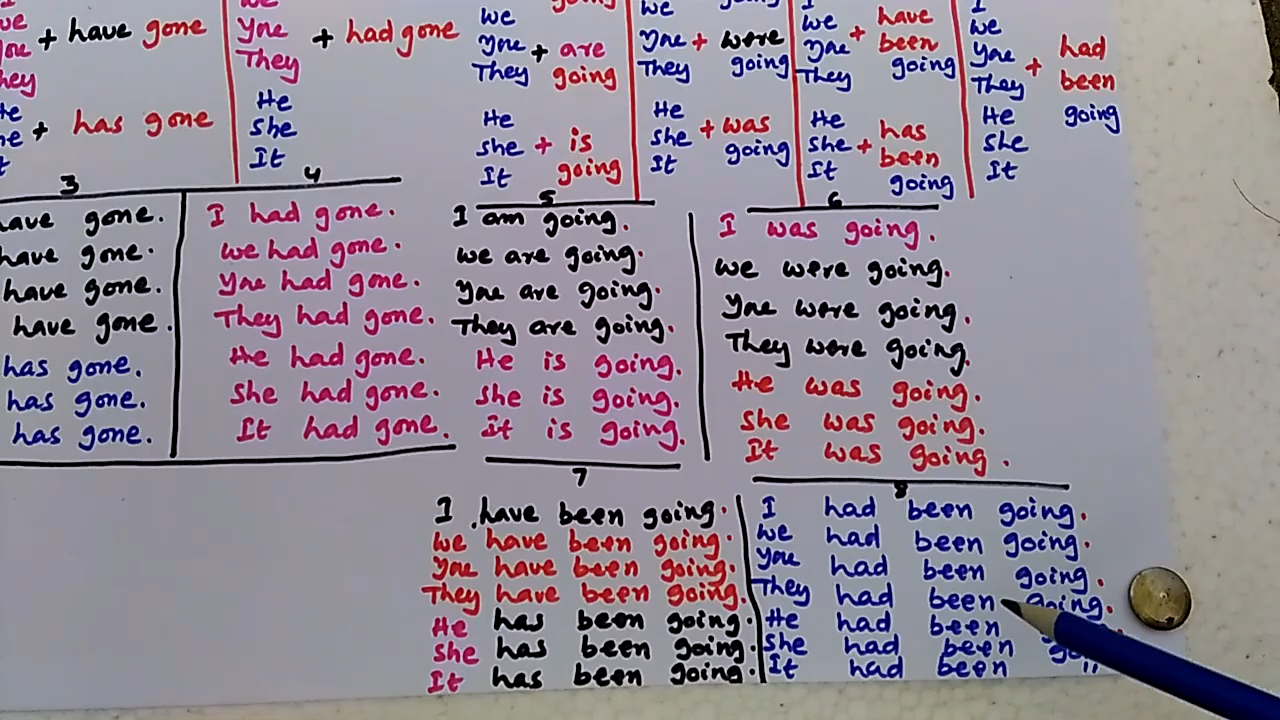 we
You + have gone
They
+ has gone
You + had gone
They
He
She
It
We
You + are
They going
He
She + is
It going
we
You + were
They going
He
She + was
It going
I
we + have
You been
They going
He
She + has
It been
going
I
we
You had
They + been
He going
She
It
3
have gone.
have gone.
have gone.
have gone.
has gone.
has gone.
has gone.
4
I had gone.
we had gone.
You had gone.
They had gone.
He had gone.
She had gone.
It had gone.
5
I am going.
we are going.
You are going.
They are going.
He is going.
She is going.
It is going.
6
I was going.
we were going.
You were going.
They were going.
He was going.
She was going.
It was going.
7
I have been going.
we have been going.
You have been going.
They have been going.
He has been going.
She has been going.
It has been going.
8
I had been going.
we had been going.
You had been going.
They had been going.
He had been
She had been
It had been